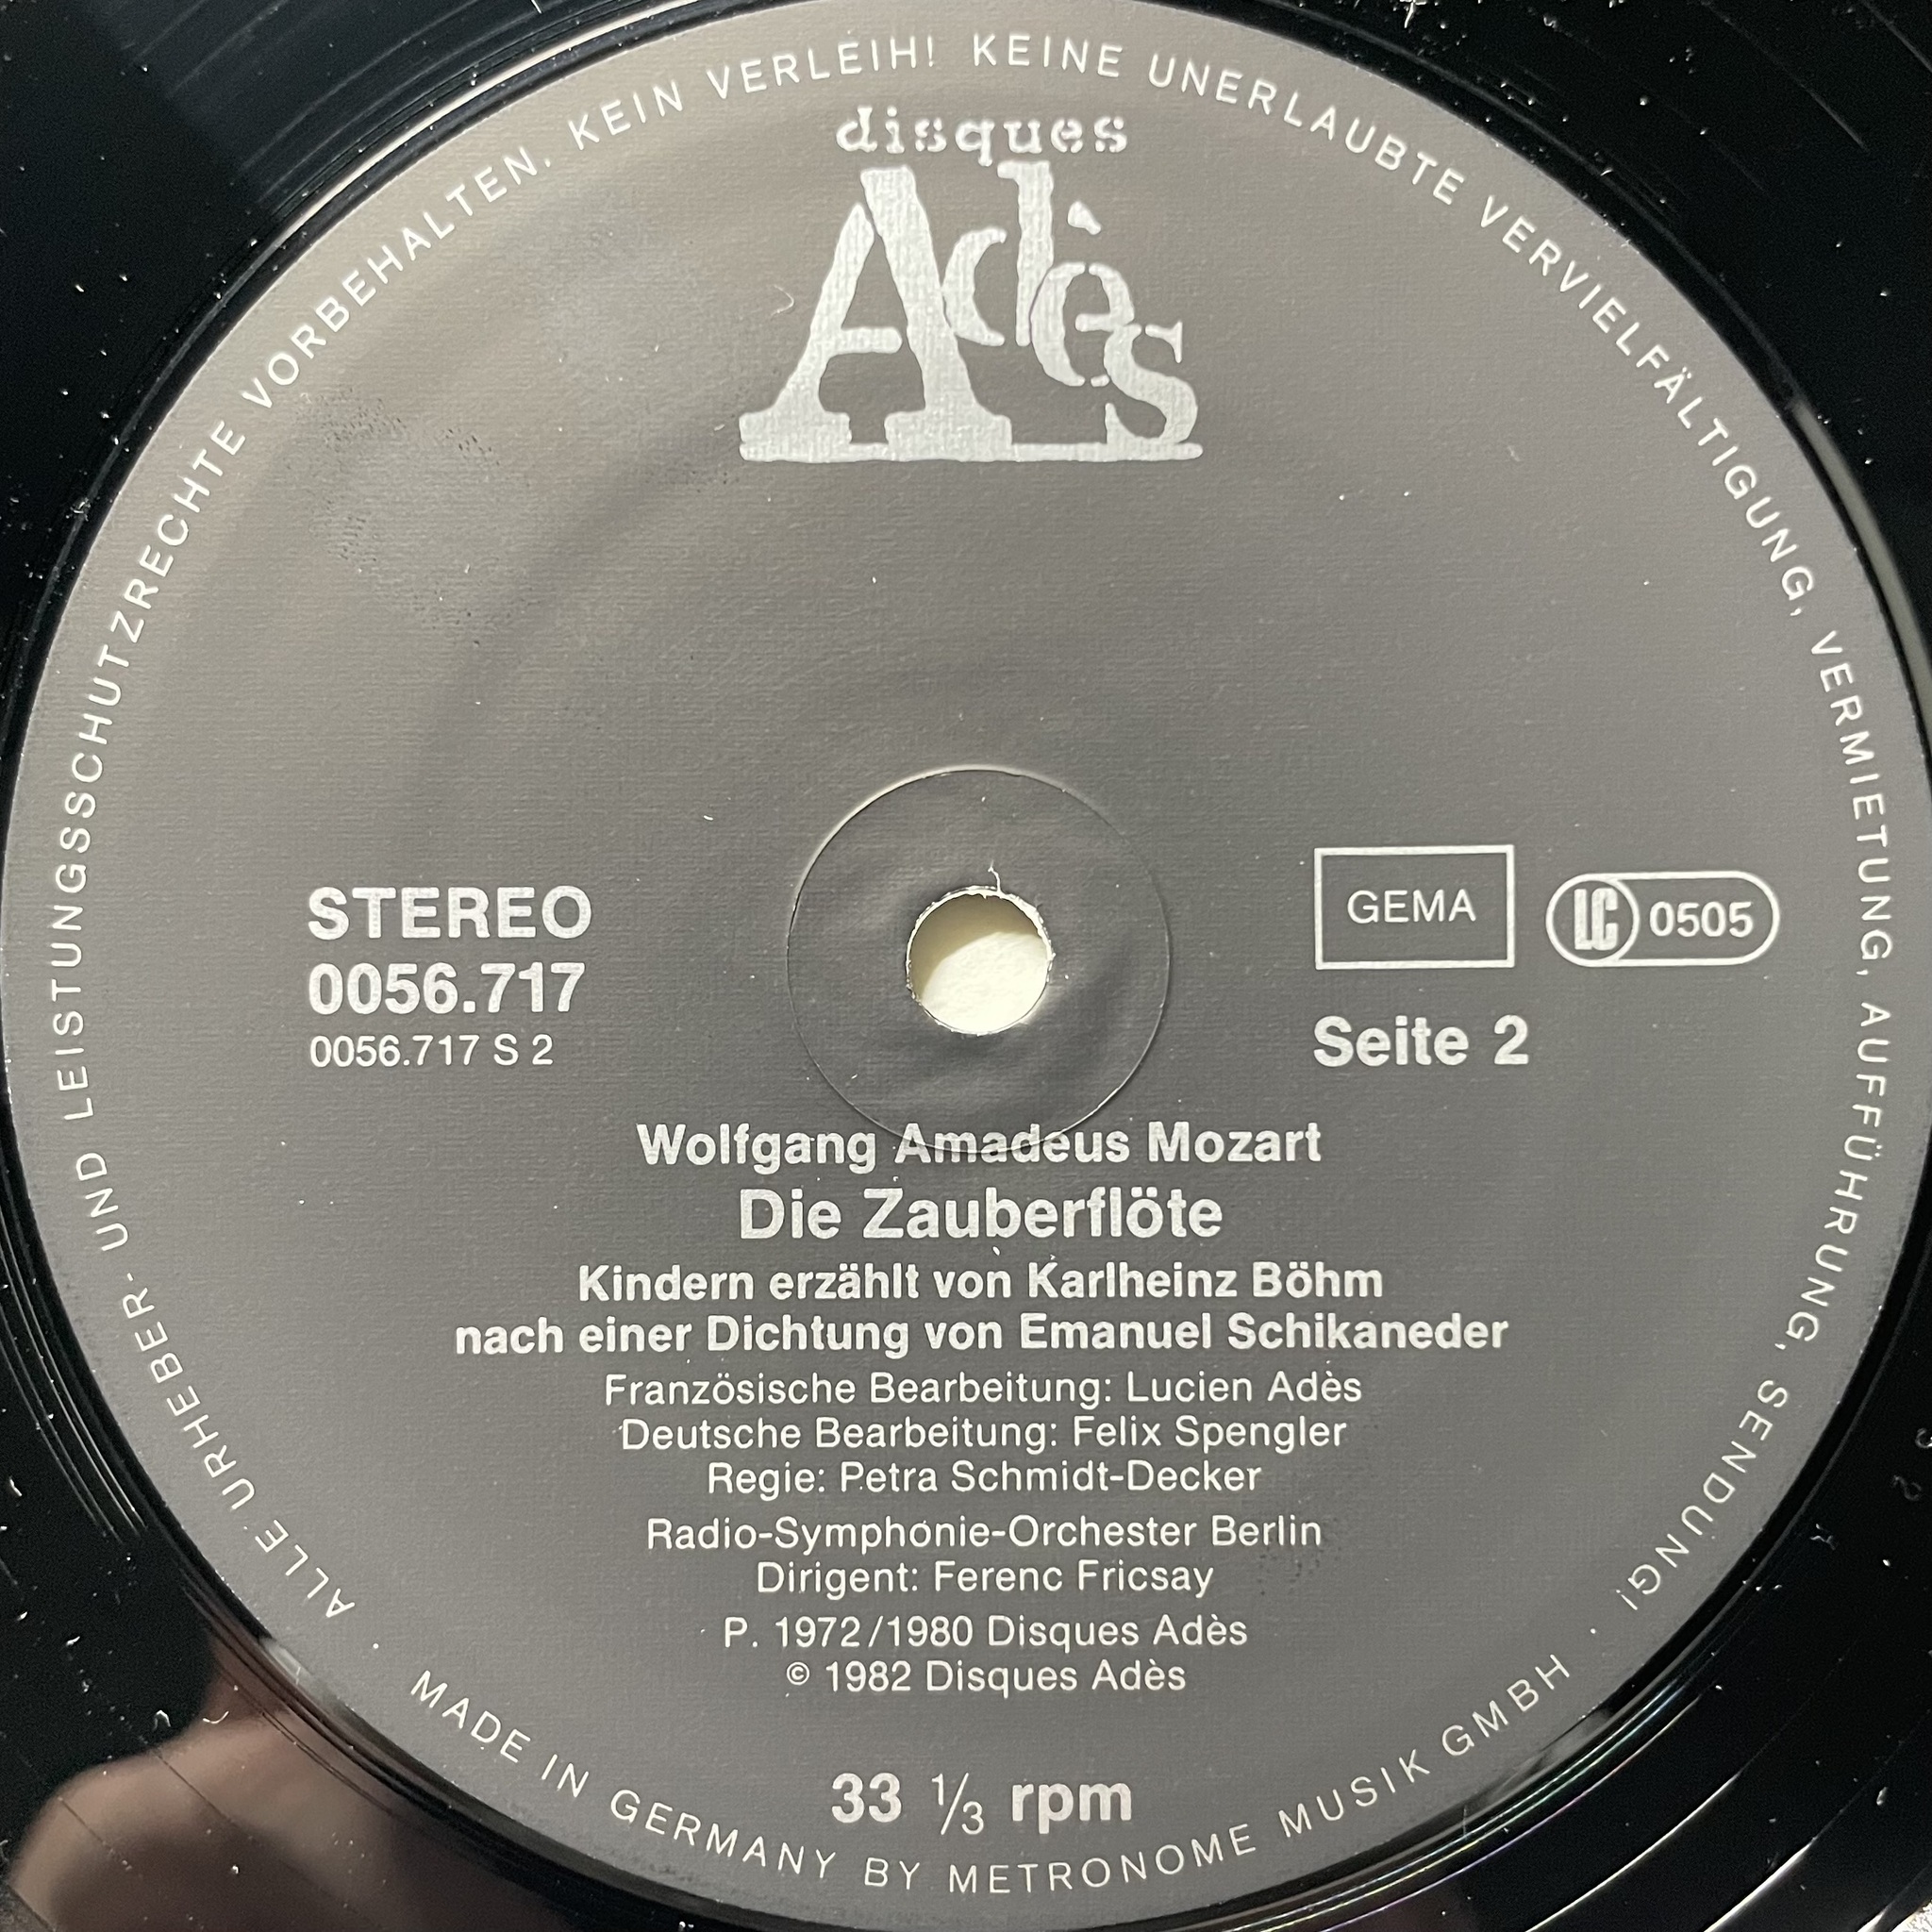 ALLE URHEBER- UND LEISTUNGSSCHUTZRECHTE VORBEHALTEN. KEIN VERLEIH! KEINE UNERLAUBTE VERVIELFÄLTIGUNG, VERMIETUNG, AUFFÜHRUNG, SENDUNG!
disques
Adès
STEREO
0056.717
0056.717 S 2
GEMA
LC 0505
Seite 2
Wolfgang Amadeus Mozart
Die Zauberflöte
Kindern erzählt von Karlheinz Böhm
nach einer Dichtung von Emanuel Schikaneder
Französische Bearbeitung: Lucien Adès
Deutsche Bearbeitung: Felix Spengler
Regie: Petra Schmidt-Decker
Radio-Symphonie-Orchester Berlin
Dirigent: Ferenc Fricsay
P. 1972/1980 Disques Adès
© 1982 Disques Adès
33 ⅓ rpm
MADE IN GERMANY BY METRONOME MUSIK GMBH